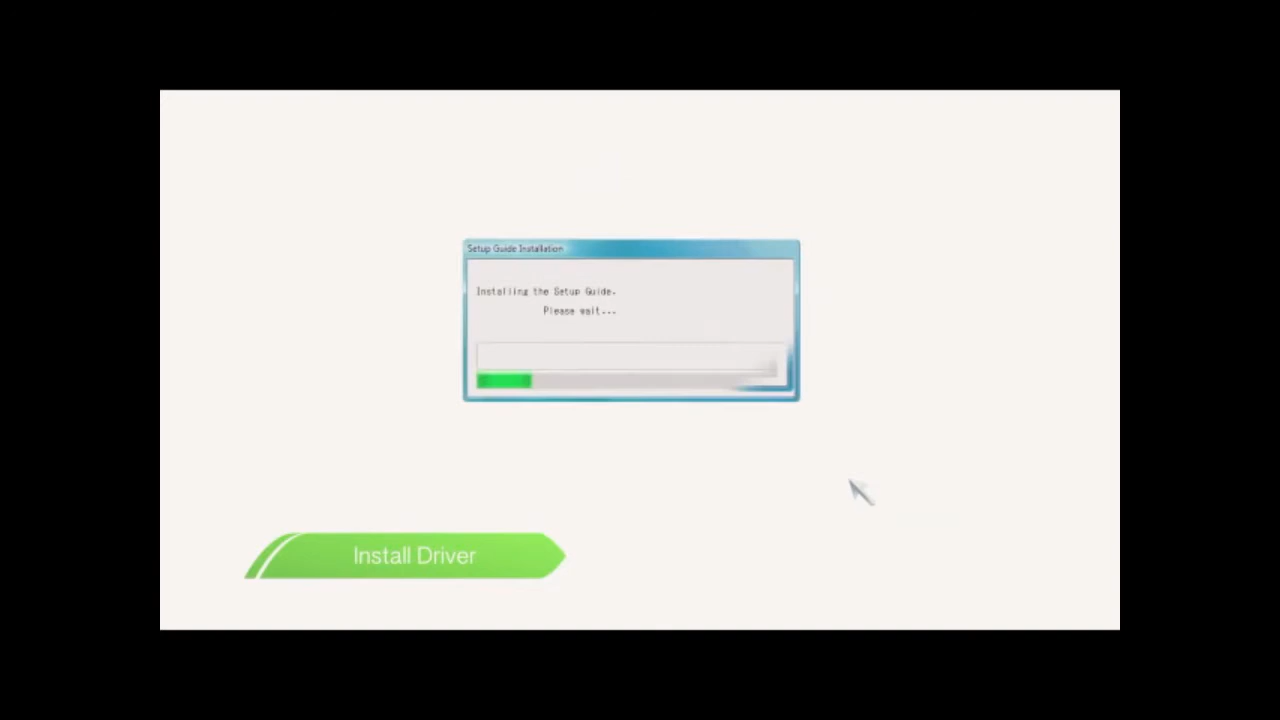 Setup Guide Installation
Installing the Setup Guide.
Please wait...
Install Driver